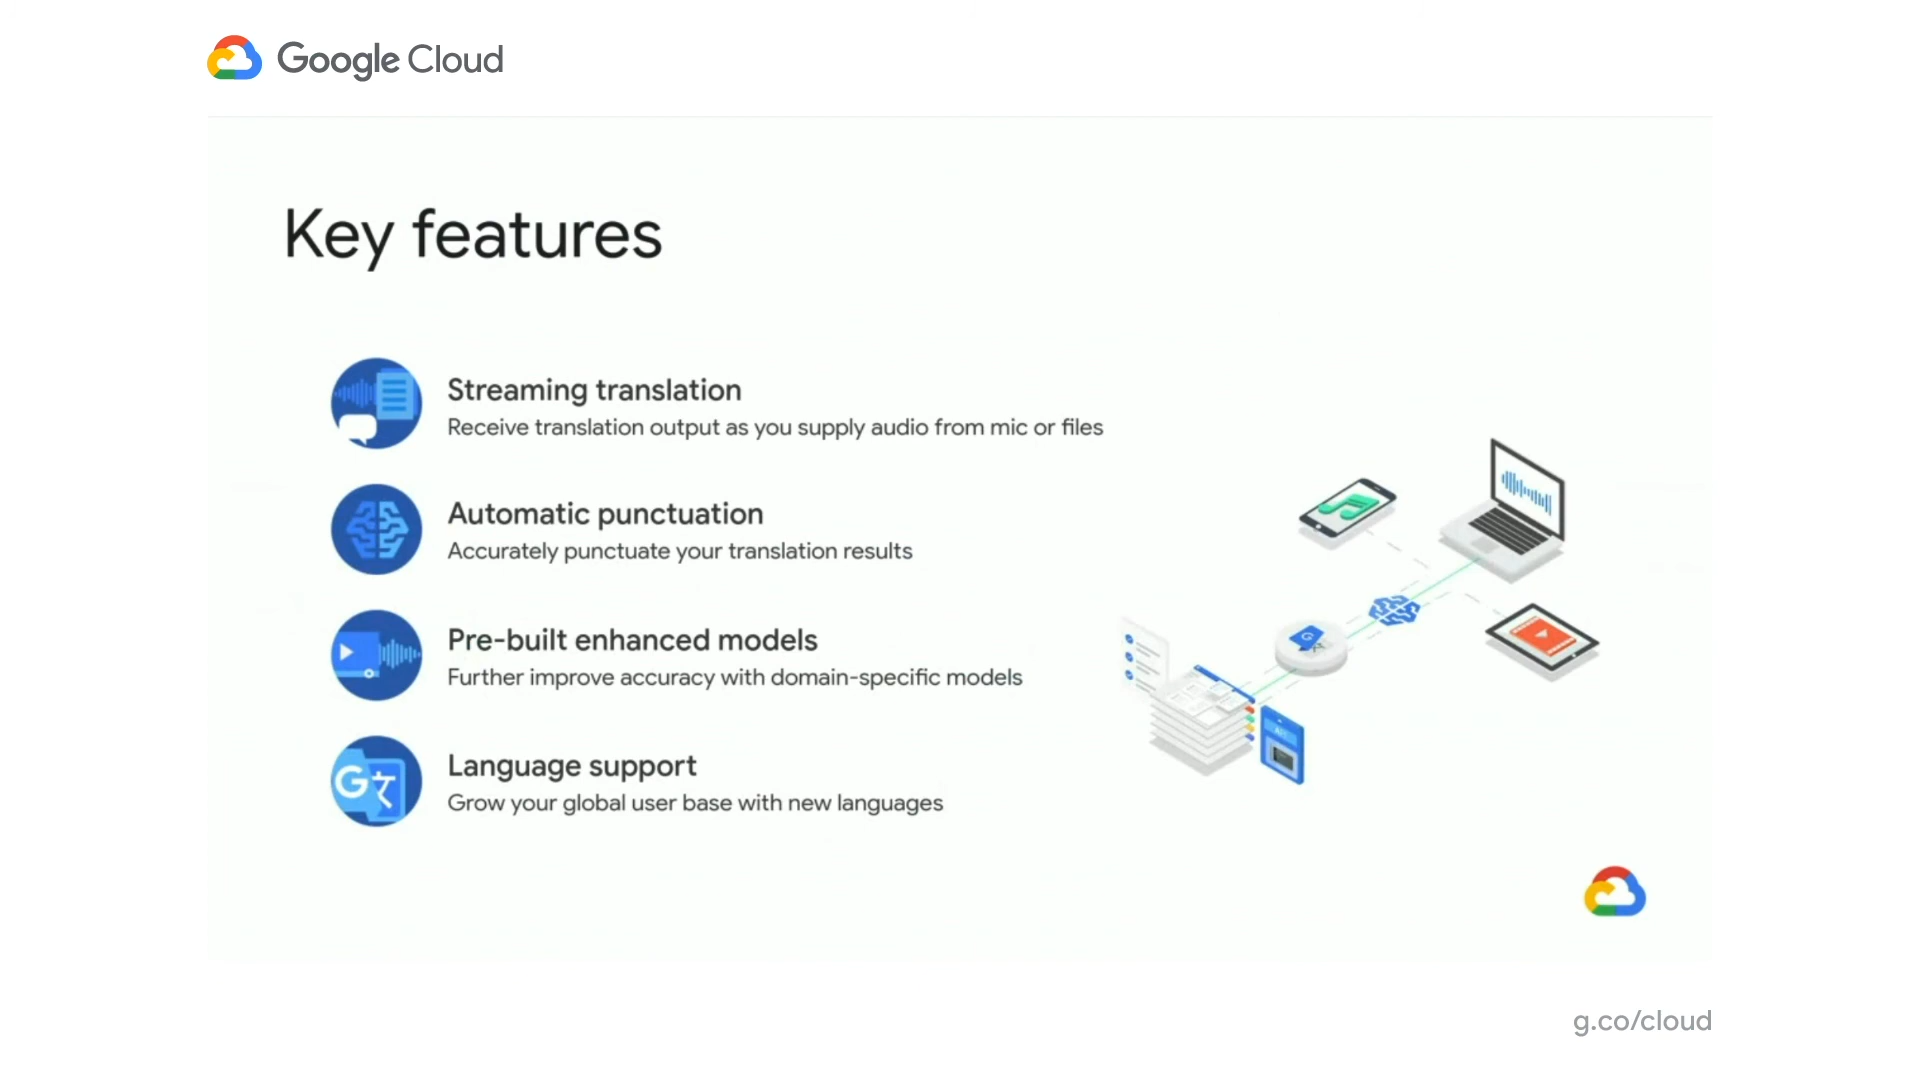 Google Cloud
Key features
Streaming translation
Receive translation output as you supply audio from mic or files
Automatic punctuation
Accurately punctuate your translation results
Pre-built enhanced models
Further improve accuracy with domain-specific models
Language support
Grow your global user base with new languages
API
g.co/cloud